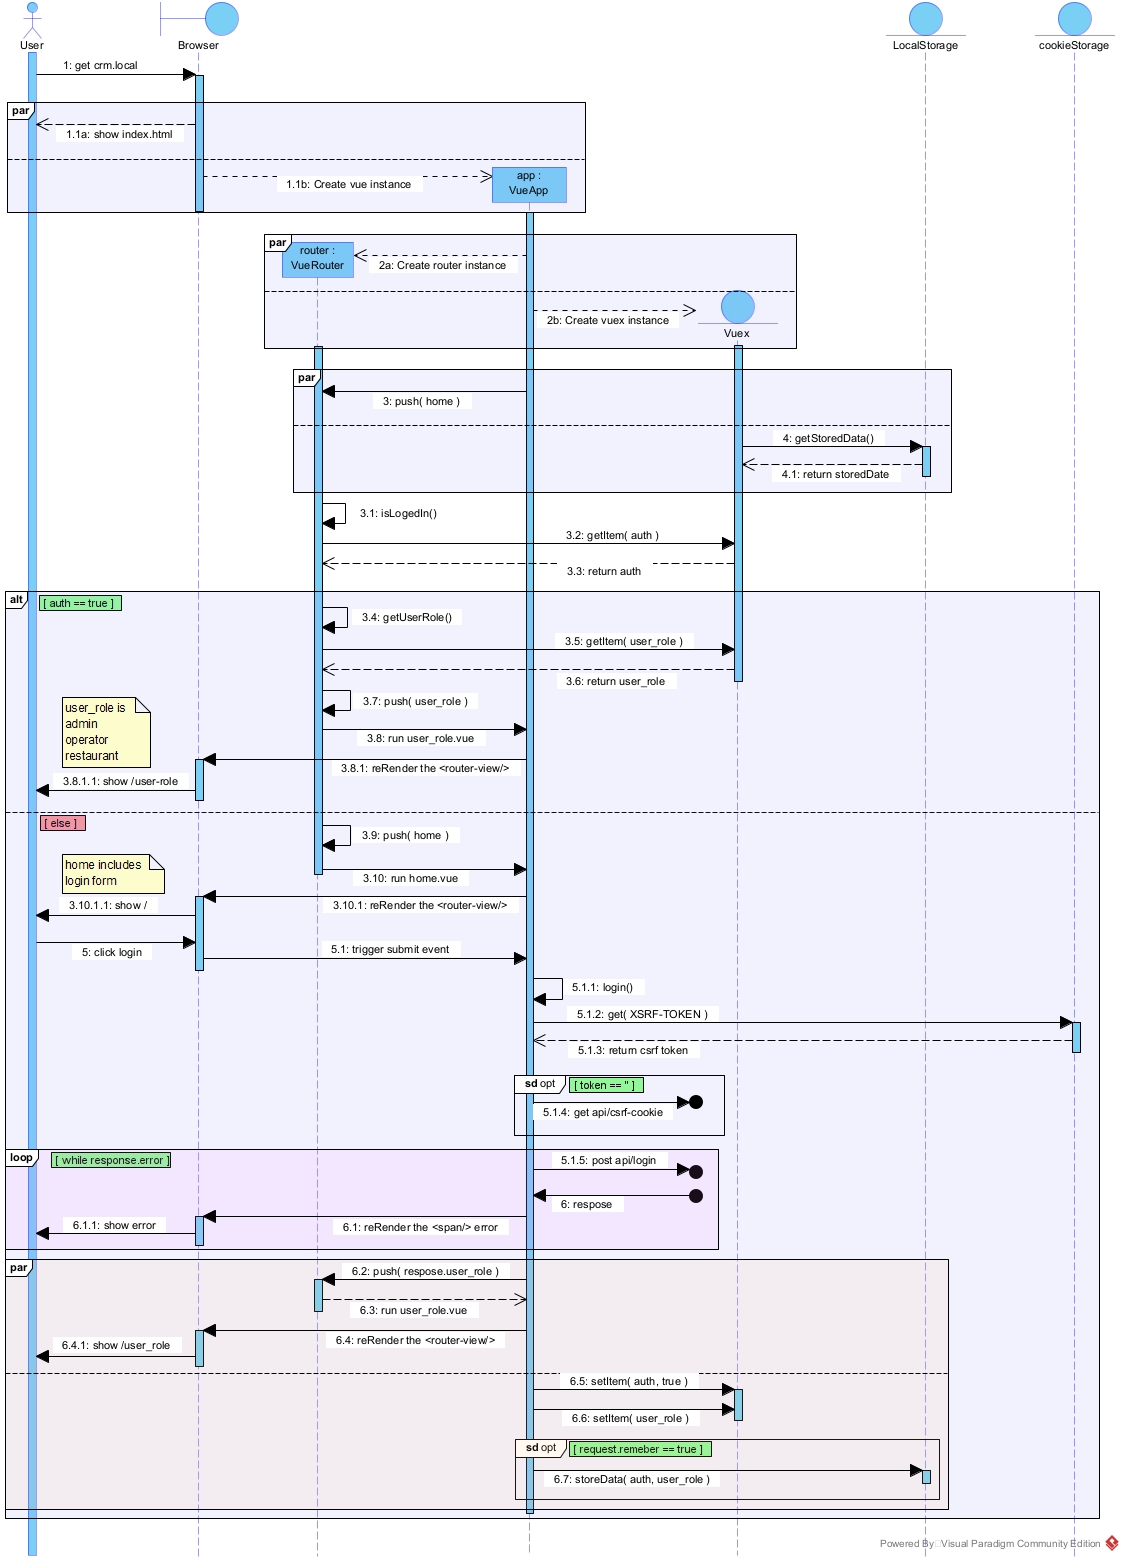 User
Browser
LocalStorage
cookieStorage
1: get crm.local
par
1.1a: show index.html
1.1b: Create vue instance
app :
VueApp
par
router :
VueRouter
2a: Create router instance
2b: Create vuex instance
Vuex
par
3: push( home )
4: getStoredData()
4.1: return storedDate
3.1: isLogedIn()
3.2: getItem( auth )
3.3: return auth
alt
[ auth == true ]
3.4: getUserRole()
3.5: getItem( user_role )
3.6: return user_role
3.7: push( user_role )
user_role is
admin
operator
restaurant
3.8: run user_role.vue
3.8.1: reRender the <router-view/>
3.8.1.1: show /user-role
[ else ]
3.9: push( home )
home includes
login form
3.10: run home.vue
3.10.1: reRender the <router-view/>
3.10.1.1: show /
5: click login
5.1: trigger submit event
5.1.1: login()
5.1.2: get( XSRF-TOKEN )
5.1.3: return csrf token
sd opt
[ token == '' ]
5.1.4: get api/csrf-cookie
loop
[ while response.error ]
5.1.5: post api/login
6: respose
6.1: reRender the <span/> error
6.1.1: show error
par
6.2: push( respose.user_role )
6.3: run user_role.vue
6.4: reRender the <router-view/>
6.4.1: show /user_role
6.5: setItem( auth, true )
6.6: setItem( user_role )
sd opt
[ request.remeber == true ]
6.7: storeData( auth, user_role )
Powered By Visual Paradigm Community Edition